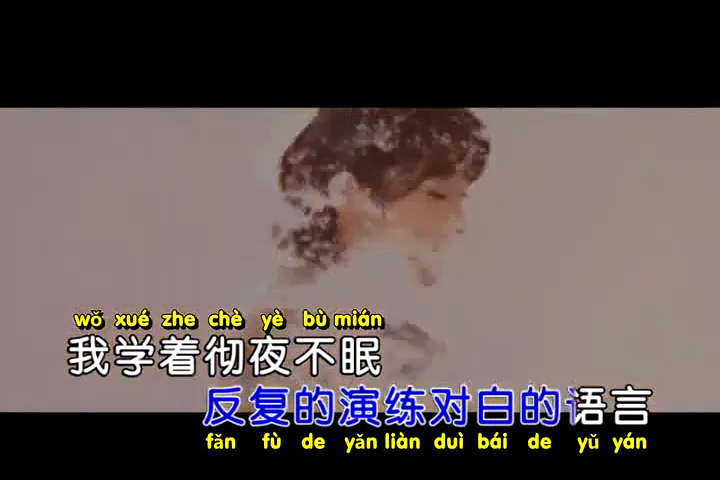 wǒ xué zhe chè yè bù mián
我学着彻夜不眠
反复的演练对白的语言
fǎn fù de yǎn liàn duì bái de yǔ yán